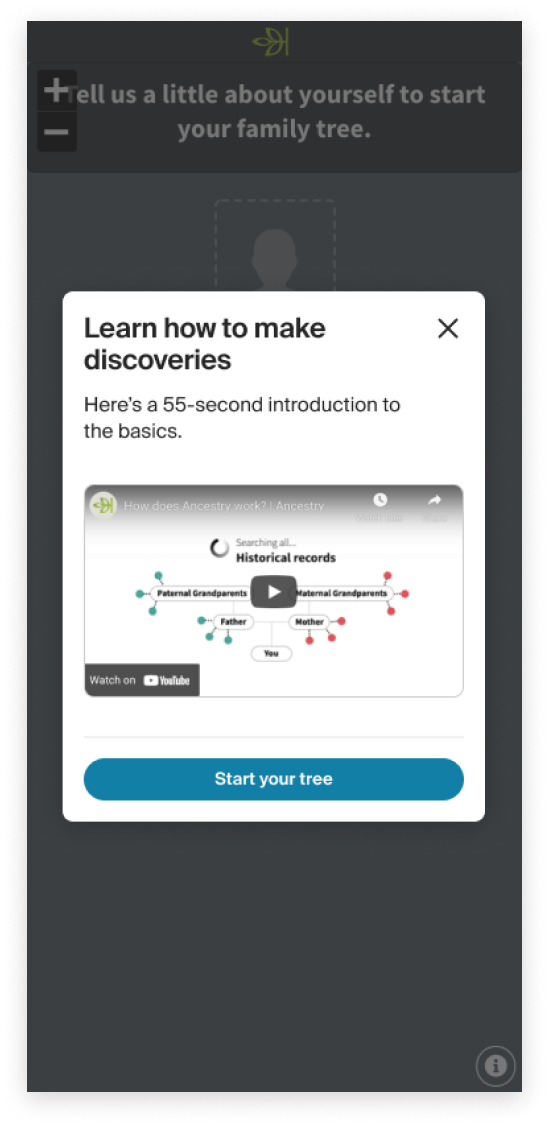 Tell us a little about yourself to start
your family tree.
Learn how to make
discoveries
Here's a 55-second introduction to
the basics.
How does Ancestry work? | Ancestry
Searching all...
Historical records
Paternal Grandparents
Maternal Grandparents
Father
Mother
You
Watch on YouTube
Start your tree